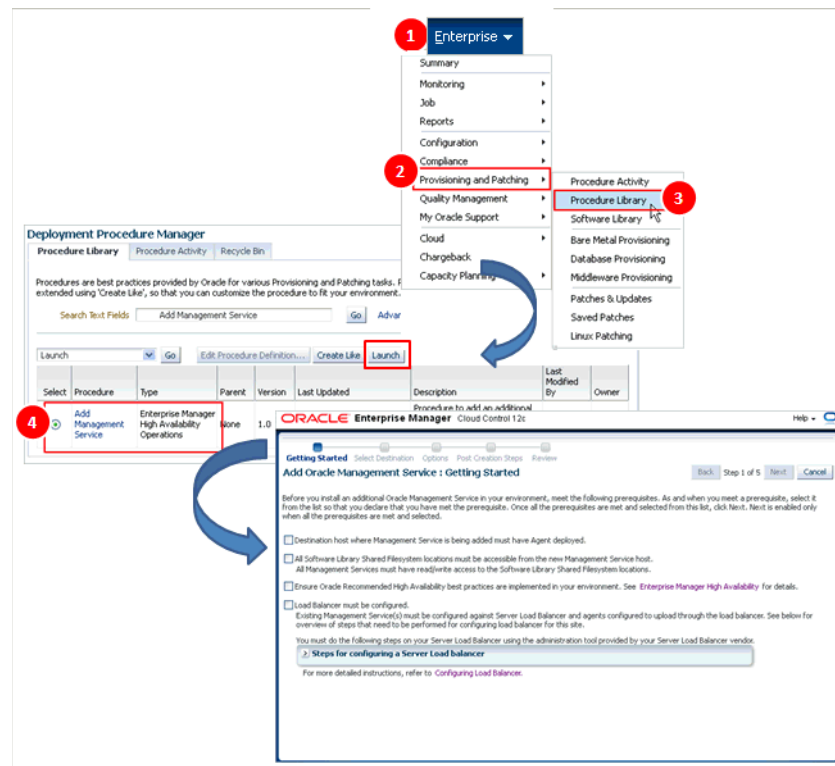 1
Enterprise
Summary
Monitoring
Job
Reports
Configuration
Compliance
2
Provisioning and Patching
Quality Management
My Oracle Support
Cloud
Chargeback
Capacity Planning
Procedure Activity
Procedure Library
3
Software Library
Bare Metal Provisioning
Database Provisioning
Middleware Provisioning
Patches & Updates
Saved Patches
Linux Patching
Deployment Procedure Manager
Procedure Library Procedure Activity Recycle Bin
Procedures are best practices provided by Oracle for various Provisioning and Patching tasks.
extended using 'Create Like', so that you can customize the procedure to fit your environment.
Search Text Fields Add Management Service Go
Launch Go Edit Procedure Definition... Create Like Launch
Select Procedure Type Parent Version Last Updated Description Last Modified By Owner
4
Add Management Service
Enterprise Manager High Availability Operations
None
1.0
Procedure to add an additional
ORACLE Enterprise Manager Cloud Control 12c Help
Getting Started Select Destination Options Post Creation Steps Review
Add Oracle Management Service : Getting Started Back Step 1 of 5 Next Cancel
Before you install an additional Oracle Management Service in your environment, meet the following prerequisites. As and when you meet a prerequisite, select it
from the list so that you declare that you have met the prerequisite. Once all the prerequisites are met and selected from this list, click Next. Next is enabled only
when all the prerequisites are met and selected.
Destination host where Management Service is being added must have Agent deployed.
All Software Library Shared Filesystem locations must be accessible from the new Management Service host.
All Management Services must have read/write access to the Software Library Shared Filesystem locations.
Ensure Oracle Recommended High Availability best practices are implemented in your environment. See Enterprise Manager High Availability for details.
Load Balancer must be configured.
Existing Management Service(s) must be configured against Server Load Balancer and agents configured to upload through the load balancer. See below for
overview of steps that need to be performed for configuring load balancer for this site.
You must do the following steps on your Server Load Balancer using the administration tool provided by your Server Load Balancer vendor.
Steps for configuring a Server Load balancer
For more detailed instructions, refer to Configuring Load Balancer.